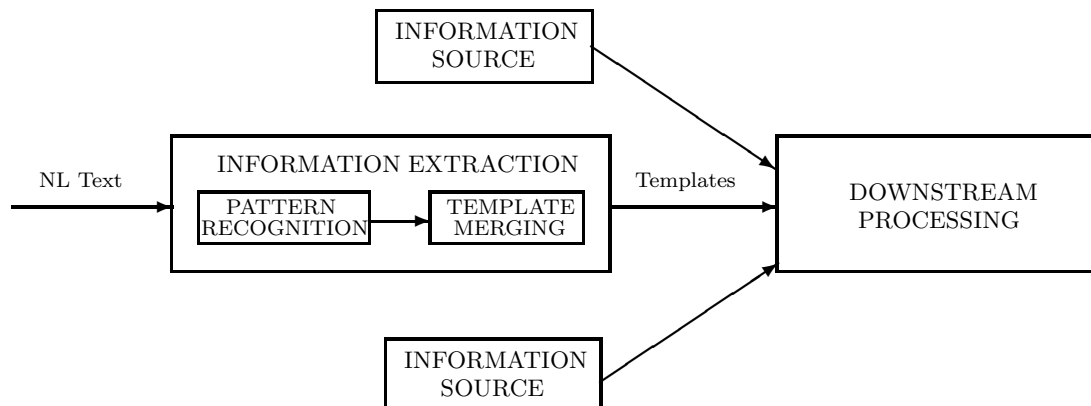 INFORMATION
SOURCE
NL Text
INFORMATION EXTRACTION
PATTERN
RECOGNITION
TEMPLATE
MERGING
Templates
DOWNSTREAM
PROCESSING
INFORMATION
SOURCE